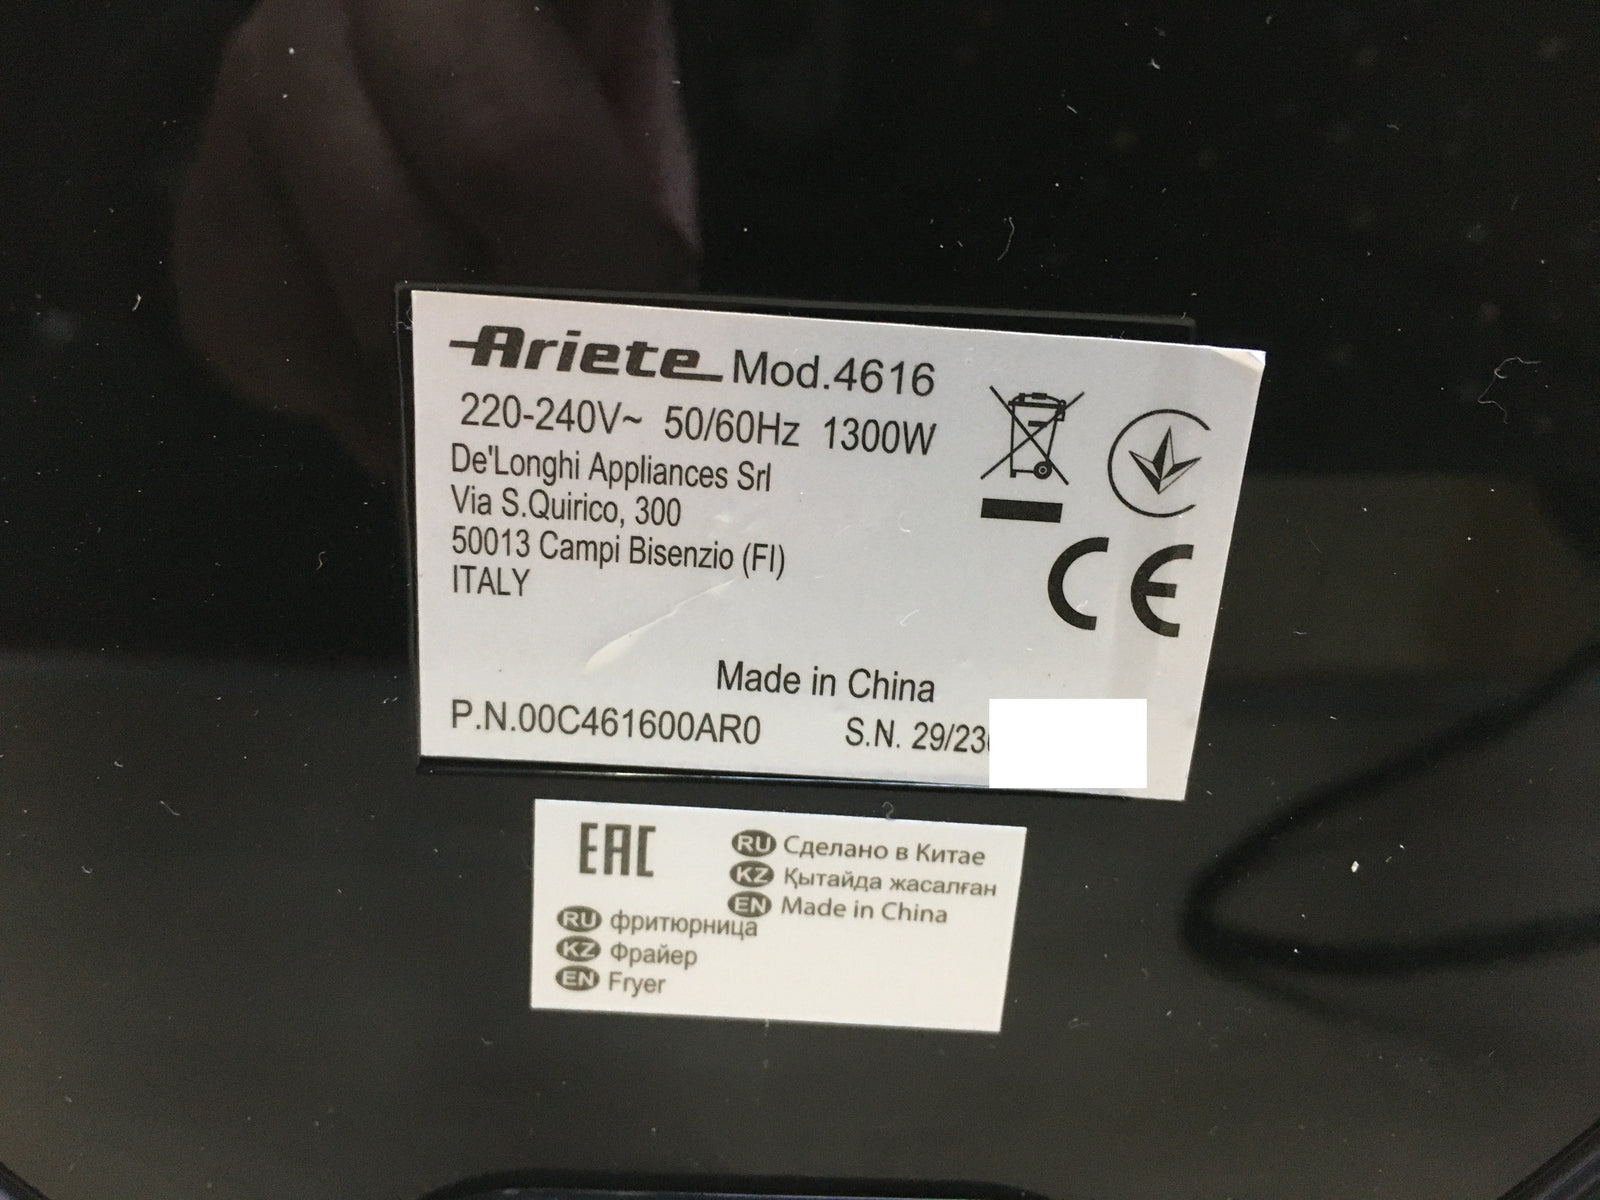 Ariete Mod.4616
220-240V~ 50/60Hz 1300W
De'Longhi Appliances Srl
Via S.Quirico, 300
50013 Campi Bisenzio (FI)
ITALY
CE
Made in China
P.N.00C461600AR0 S.N. 29/23
EAC
RU Сделано в Китае
KZ Қытайда жасалған
EN Made in China
RU фритюрница
KZ Фрайер
EN Fryer